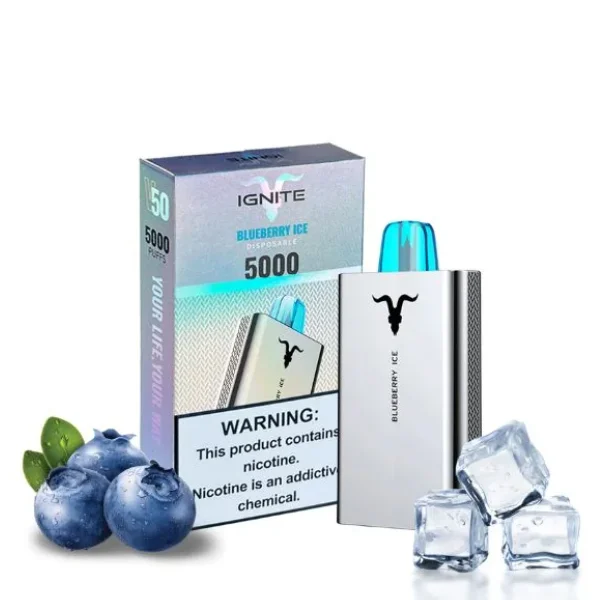 V50
5000
PUFFS
YOUR LIFE. YOUR WAY
IGNITE
BLUEBERRY ICE
DISPOSABLE
5000
WARNING:
This product contains
nicotine.
Nicotine is an addictive
chemical.
BLUEBERRY ICE